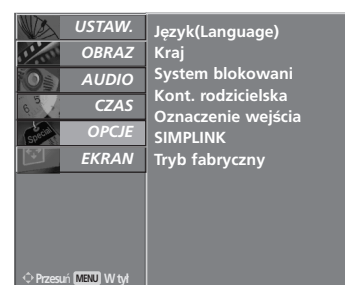 USTAW.
OBRAZ
AUDIO
CZAS
OPCJE
EKRAN
Język(Language)
Kraj
System blokowani
Kont. rodzicielska
Oznaczenie wejścia
SIMPLINK
Tryb fabryczny
Przesuń MENU W tył